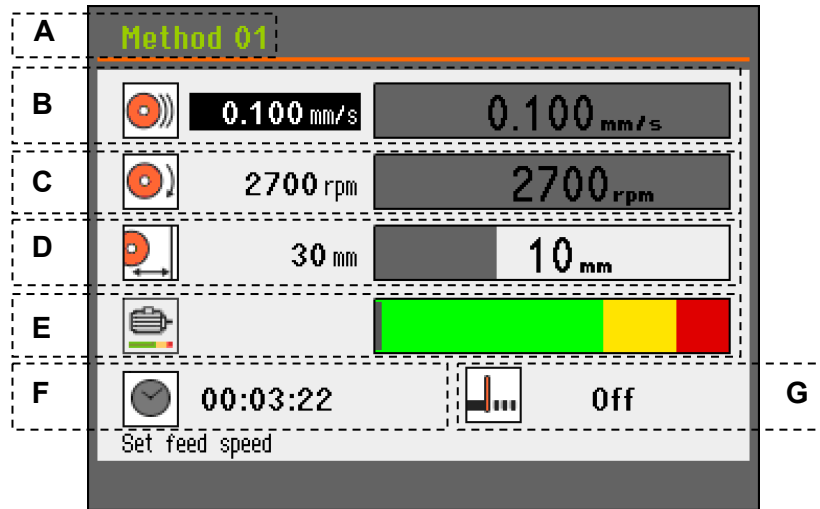 A Method 01
B 0.100 mm/s 0.100 mm/s
C 2700 rpm 2700 rpm
D 30 mm 10 mm
E
F 00:03:22 Off G
Set feed speed